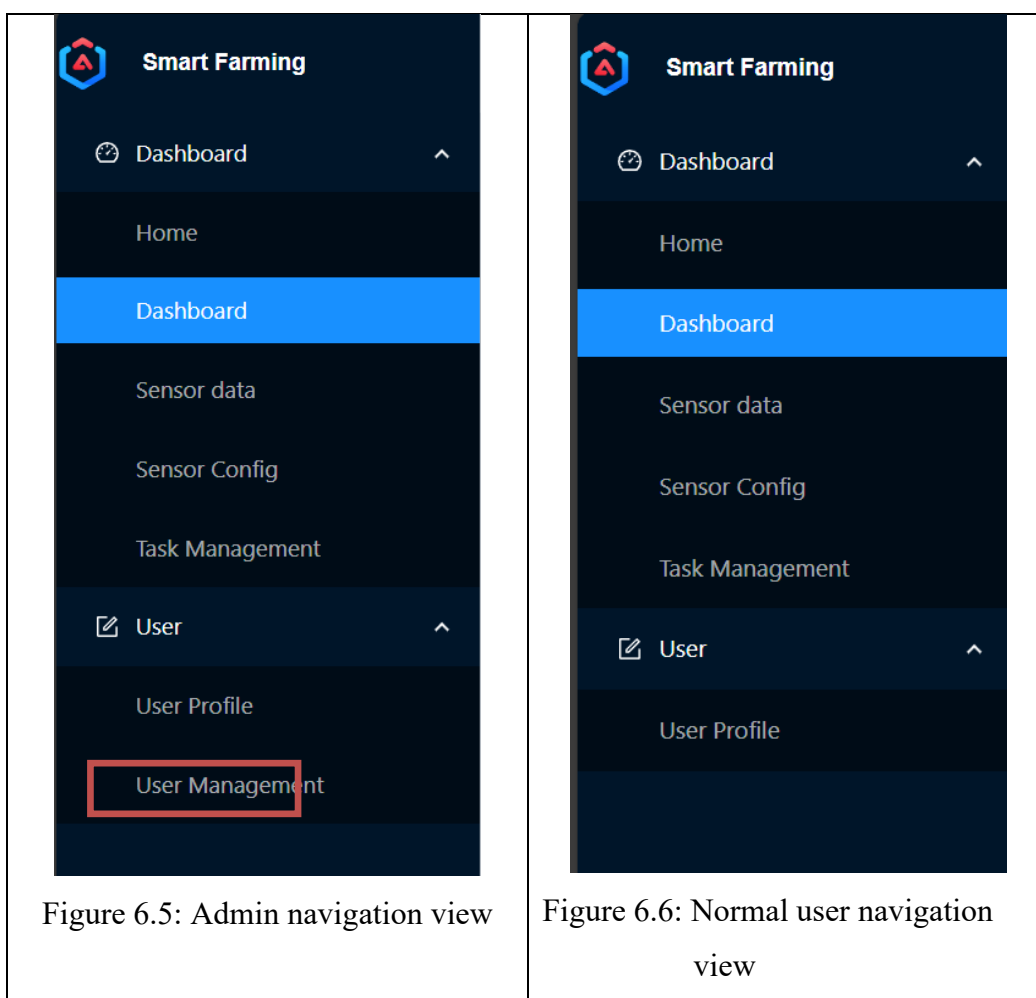 Smart Farming
Dashboard
Home
Dashboard
Sensor data
Sensor Config
Task Management
User
User Profile
User Management
Figure 6.5: Admin navigation view
Smart Farming
Dashboard
Home
Dashboard
Sensor data
Sensor Config
Task Management
User
User Profile
Figure 6.6: Normal user navigation
view